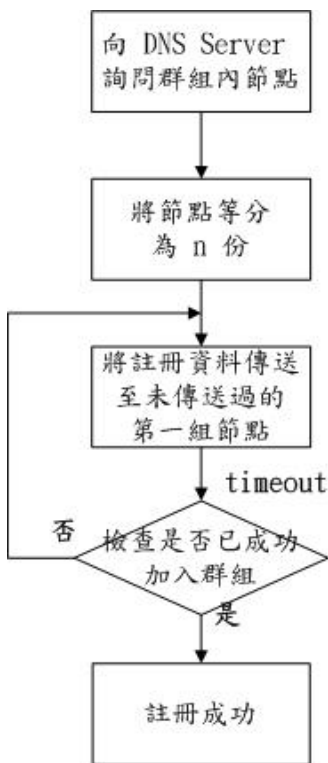 向 DNS Server
詢問群組內節點
將節點等分
為 n 份
將註冊資料傳送
至未傳送過的
第一組節點
timeout
否
檢查是否已成功
加入群組
是
註冊成功